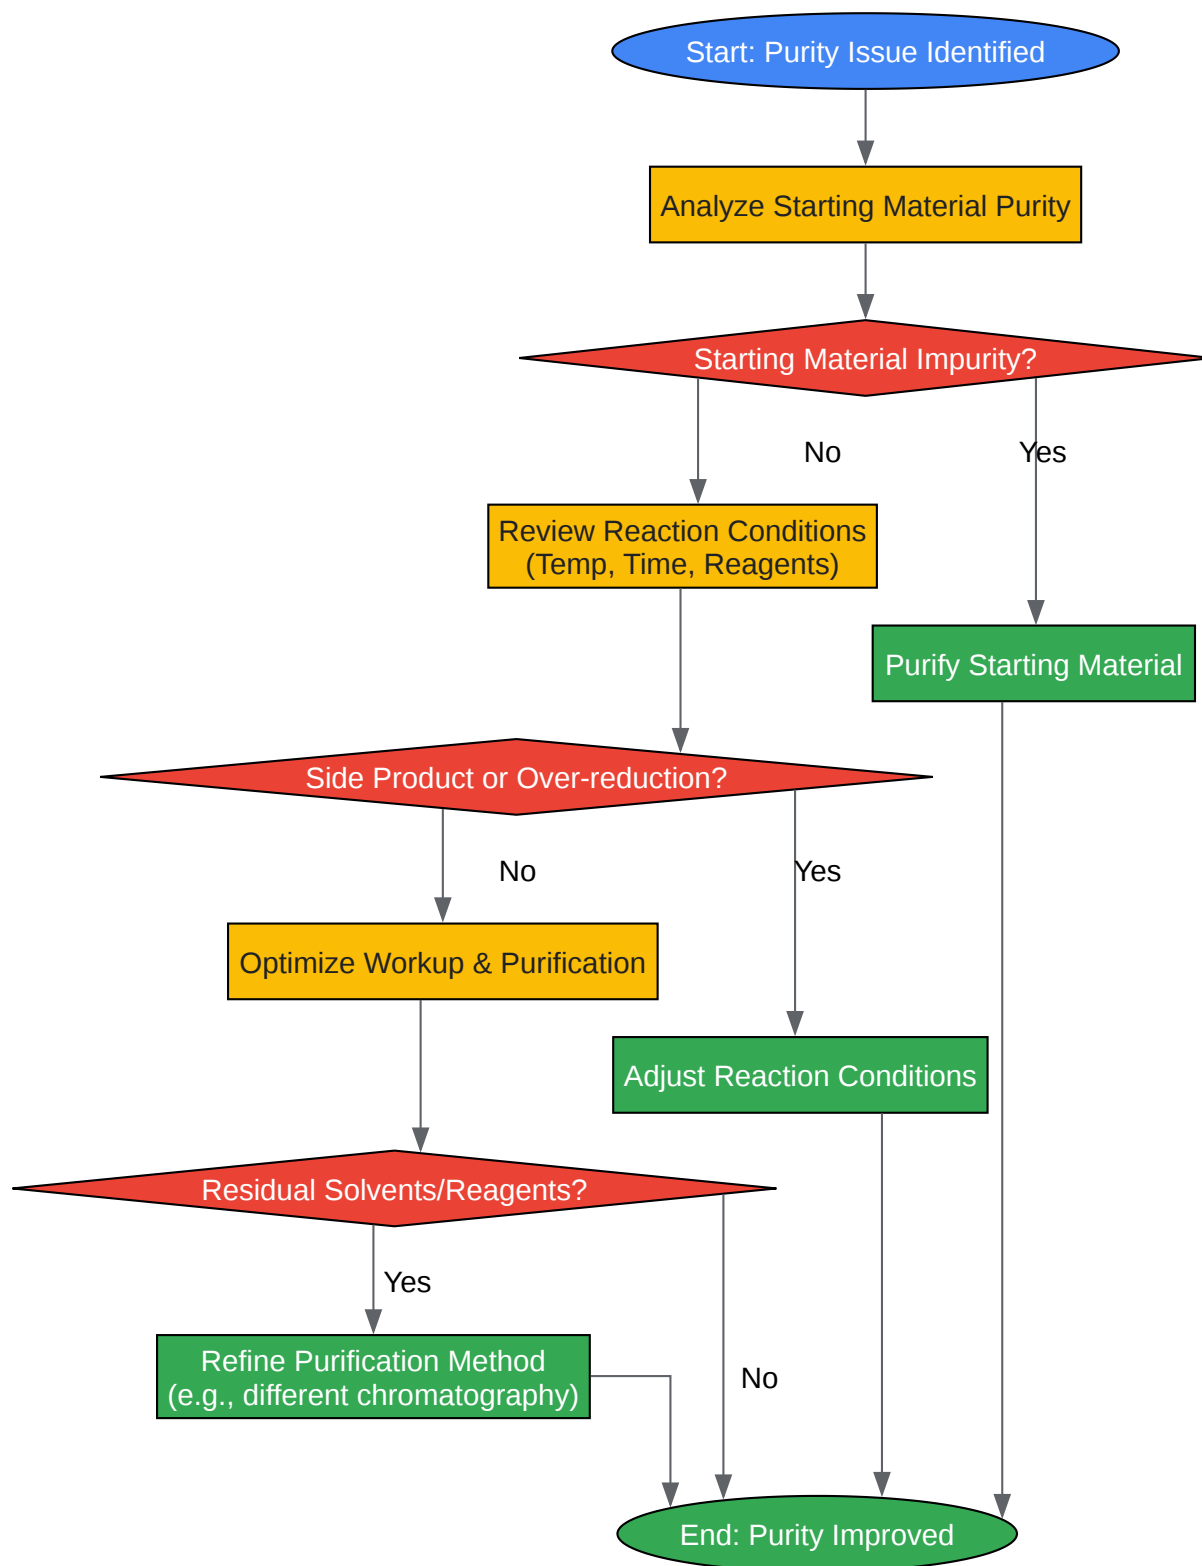 Start: Purity Issue Identified
Analyze Starting Material Purity
Starting Material Impurity?
No
Yes
Review Reaction Conditions
(Temp, Time, Reagents)
Purify Starting Material
Side Product or Over-reduction?
No
Yes
Optimize Workup & Purification
Adjust Reaction Conditions
Residual Solvents/Reagents?
Yes
Refine Purification Method
(e.g., different chromatography)
No
End: Purity Improved